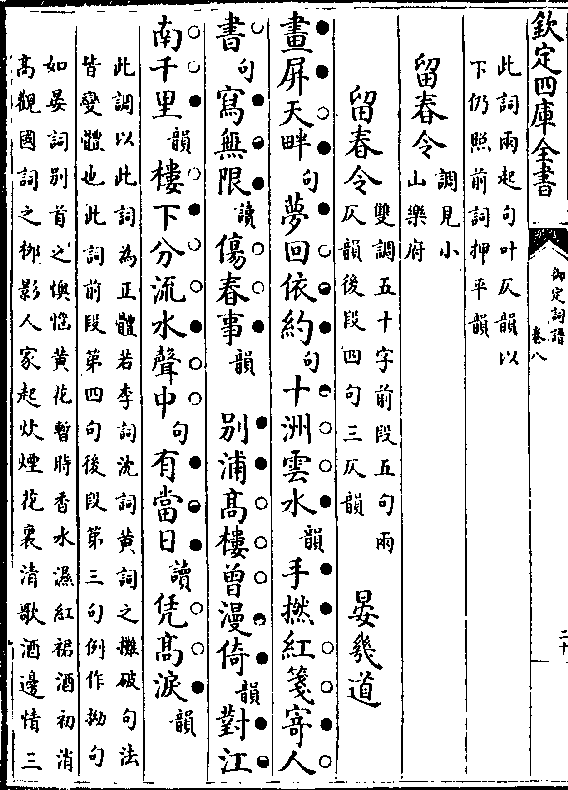 欽定四庫全書
御定詞譜
卷八
二十
此詞兩起句叶仄韻以
下仍照前詞押平韻
留春令
調見小
山樂府
留春令
雙調五十字前段五句兩
仄韻後段四句三仄韻
晏幾道
畫屏天畔句夢回依約句十洲雲水韻手撚紅箋寄人
書句寫無限讀傷春事韻 别浦髙樓曾漫倚韻對江
南千里韻樓下分流水聲中句有當日讀凭髙淚韻
此調以此詞為正體若李詞沈詞黄詞之攤破句法
皆變體也此詞前段第四句後段第三句例作拗句
如晏詞别首之懊惱黄花暫時香水濕紅裙酒初消
髙觀國詞之栁影人家起炊煙花裏清歌酒邊情三